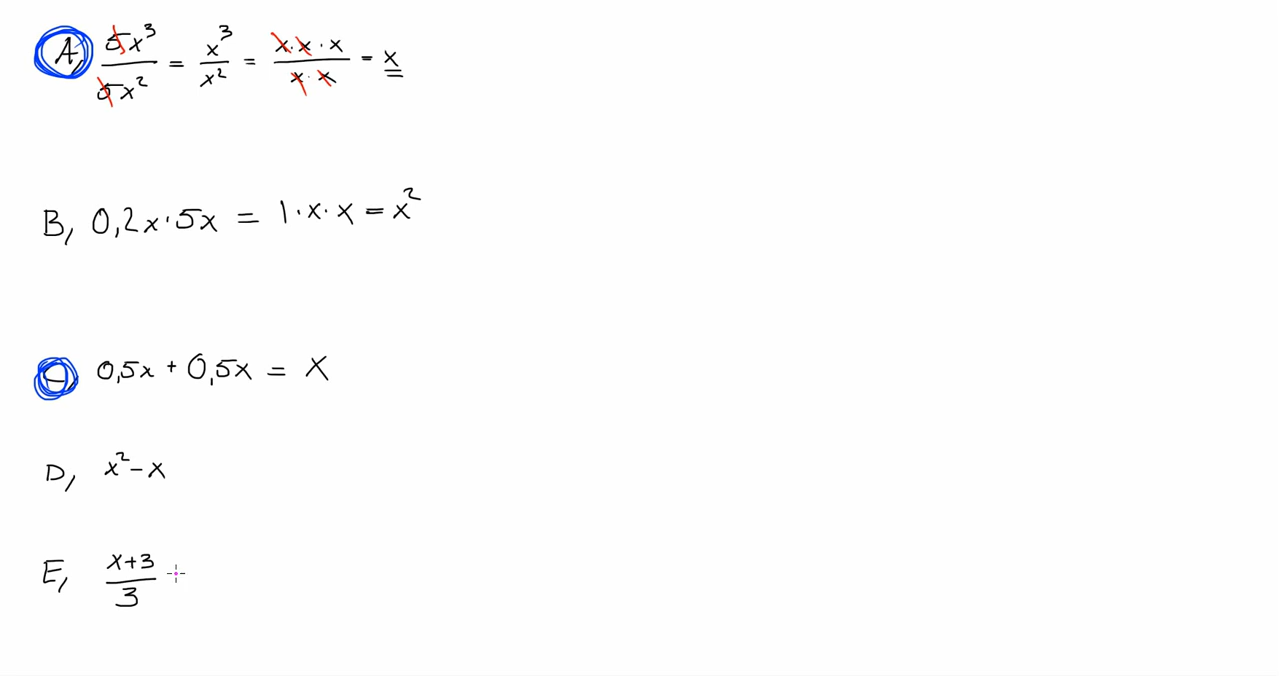 A, 5x³/5x² = x³/x² = x·x·x/x·x = x
B, 0,2x·5x = 1·x·x = x²
C, 0,5x + 0,5x = x
D, x²-x
E, x+3/3